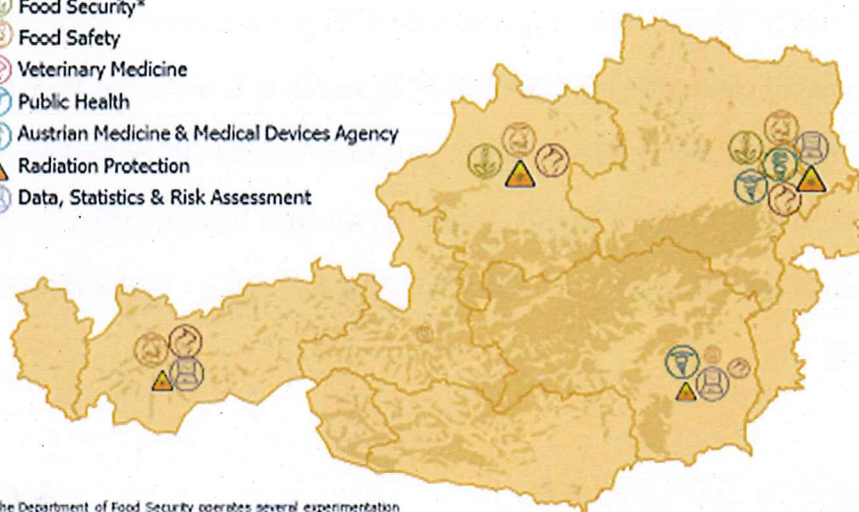 Food Security*
Food Safety
Veterinary Medicine
Public Health
Austrian Medicine & Medical Devices Agency
Radiation Protection
Data, Statistics & Risk Assessment
he Department of Food Security operates several experimentation